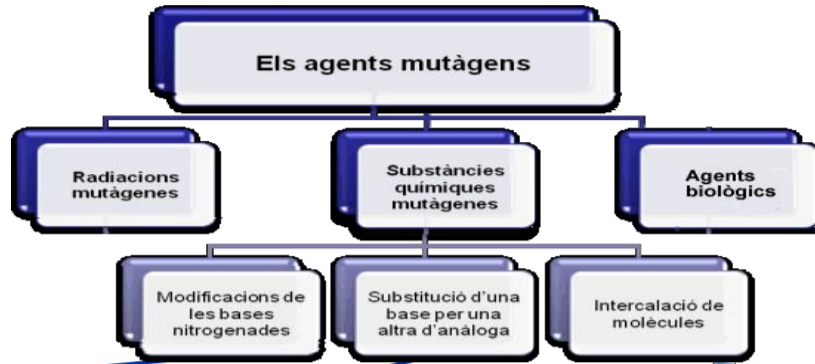 Els agents mutàgens
Radiacions
mutàgenes
Substàncies
químiques
mutàgenes
Agents
biològics
Modificacions de
les bases
nitrogenades
Substitució d'una
base per una
altra d'anàloga
Intercalació de
molècules